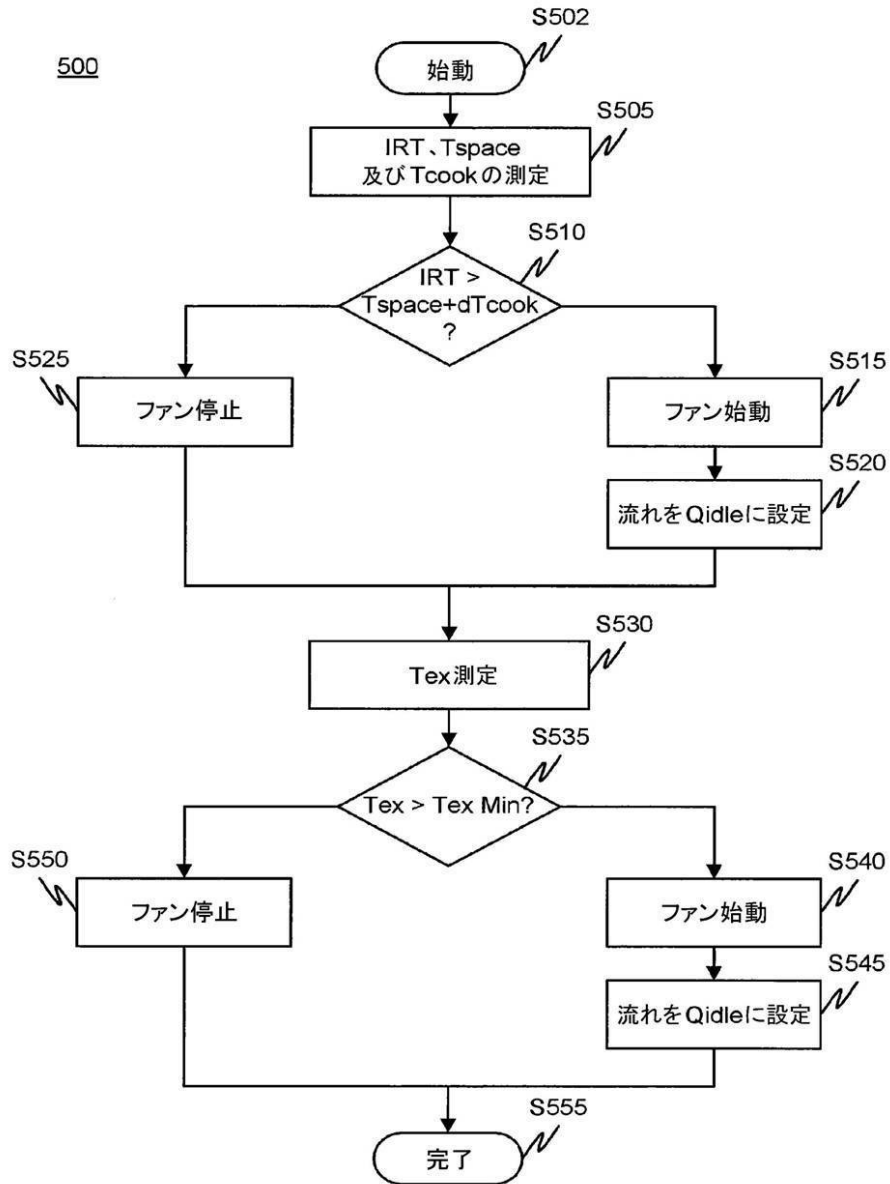 500
S502
始動
S505
IRT、Tspace
及びTcookの測定
S510
IRT >
Tspace+dTcook
?
S525
ファン停止
S515
ファン始動
S520
流れをQidleに設定
S530
Tex測定
S535
Tex > Tex Min?
S550
ファン停止
S540
ファン始動
S545
流れをQidleに設定
S555
完了